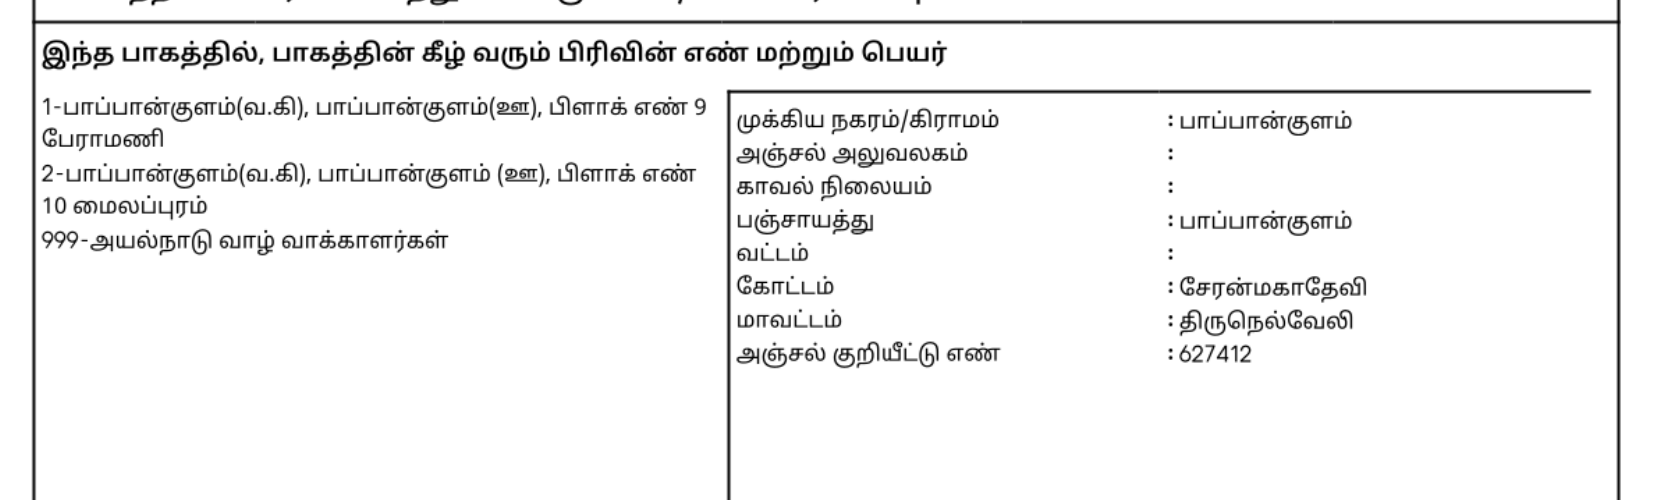 இந்த பாகத்தில், பாகத்தின் கீழ் வரும் பிரிவின் எண் மற்றும் பெயர்
1-பாப்பான்குளம்(வ.கி), பாப்பான்குளம்(ஊ), பிளாக் எண் 9
பேராமணி
2-பாப்பான்குளம்(வ.கி), பாப்பான்குளம் (ஊ), பிளாக் எண்
10 மைலப்புரம்
999-அயல்நாடு வாழ் வாக்காளர்கள்
முக்கிய நகரம்/கிராமம் : பாப்பான்குளம்
அஞ்சல் அலுவலகம் :
காவல் நிலையம் :
பஞ்சாயத்து : பாப்பான்குளம்
வட்டம் :
கோட்டம் : சேரன்மகாதேவி
மாவட்டம் : திருநெல்வேலி
அஞ்சல் குறியீட்டு எண் : 627412